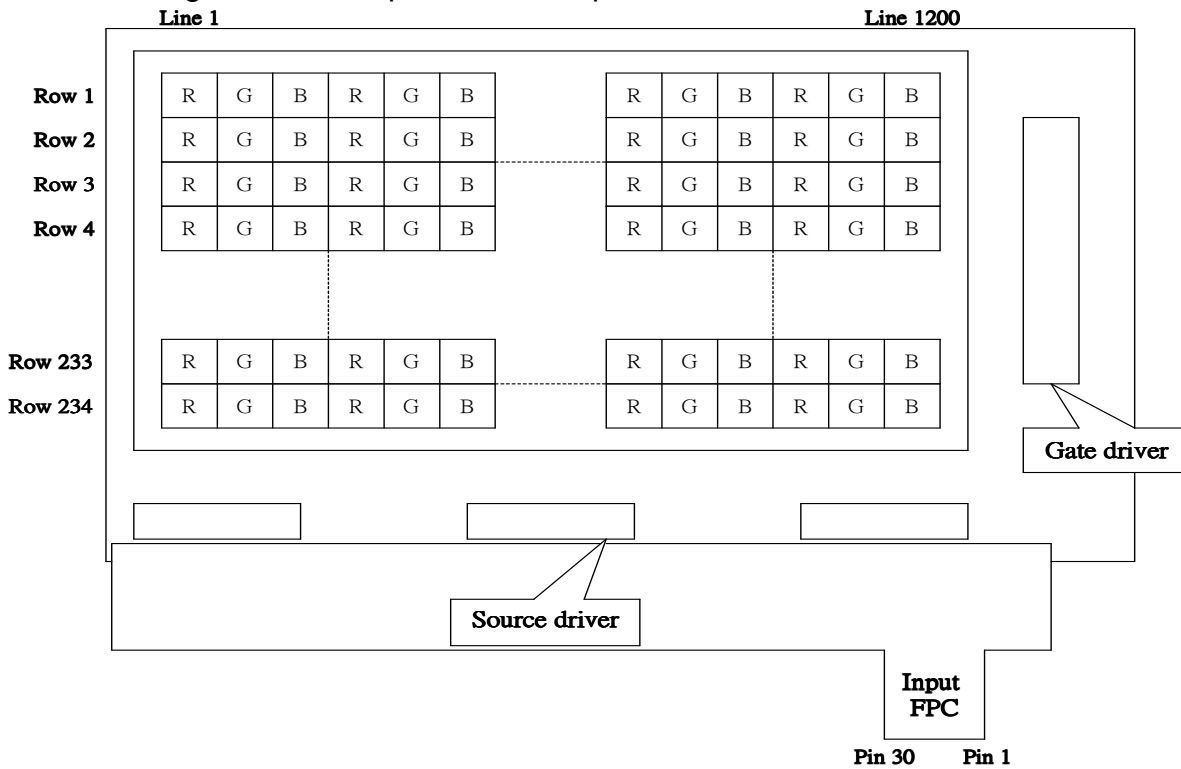 Line 1 Line 1200
Row 1 R G B R G B R G B R G B
Row 2 R G B R G B R G B R G B
Row 3 R G B R G B R G B R G B
Row 4 R G B R G B R G B R G B
Row 233 R G B R G B R G B R G B
Row 234 R G B R G B R G B R G B
Gate driver
Source driver
Input
FPC
Pin 30 Pin 1